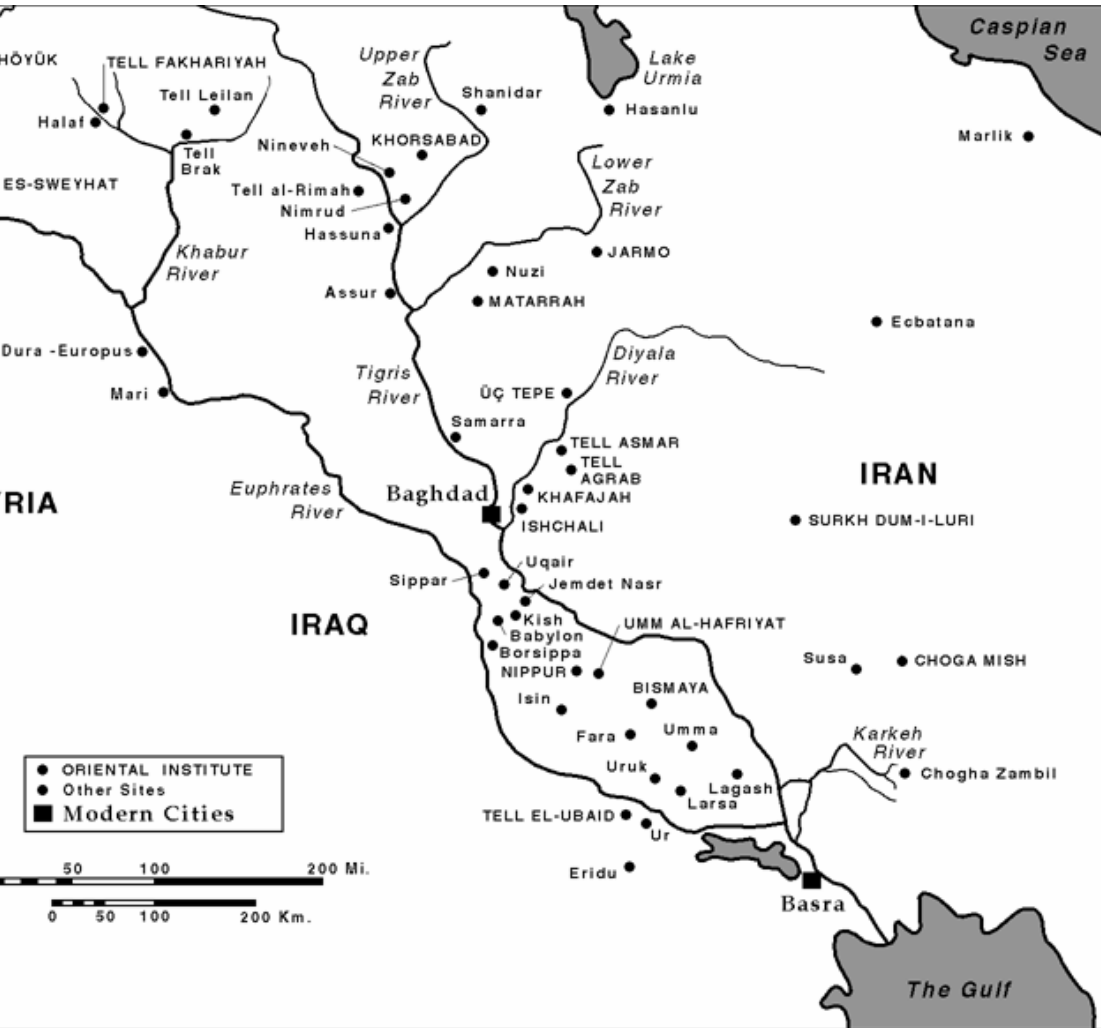 Caspian
Sea
Upper
Zab
River
Lake
Urmia
HÖYÜK
TELL FAKHARIYAH
Tell Leilan
Shanidar
Hasanlu
Halaf
Marlik
KHORSABAD
Nineveh
Tell
Brak
Lower
Zab
River
ES-SWEYHAT
Tell al-Rimah
Nimrud
Hassuna
Khabur
River
JARMO
Nuzi
Assur
MATARRAH
Ecbatana
Dura -Europus
Diyala
River
Tigris
River
Mari
ÜÇ TEPE
Samarra
TELL ASMAR
TELL
AGRAB
IRAN
Euphrates
River
Baghdad
KHAFAJAH
RIA
ISHCHALI
SURKH DUM-I-LURI
Uqair
Sippar
Jemdet Nasr
IRAQ
Kish
UMM AL-HAFRIYAT
Babylon
Borsippa
NIPPUR
Susa
CHOGA MISH
BISMAYA
Isin
Fara
Umma
Karkeh
River
Uruk
Lagash
Chogha Zambil
Larsa
ORIENTAL INSTITUTE
Other Sites
Modern Cities
TELL EL-UBAID
Ur
Eridu
50 100 200 Mi.
0 50 100 200 Km.
Basra
The Gulf